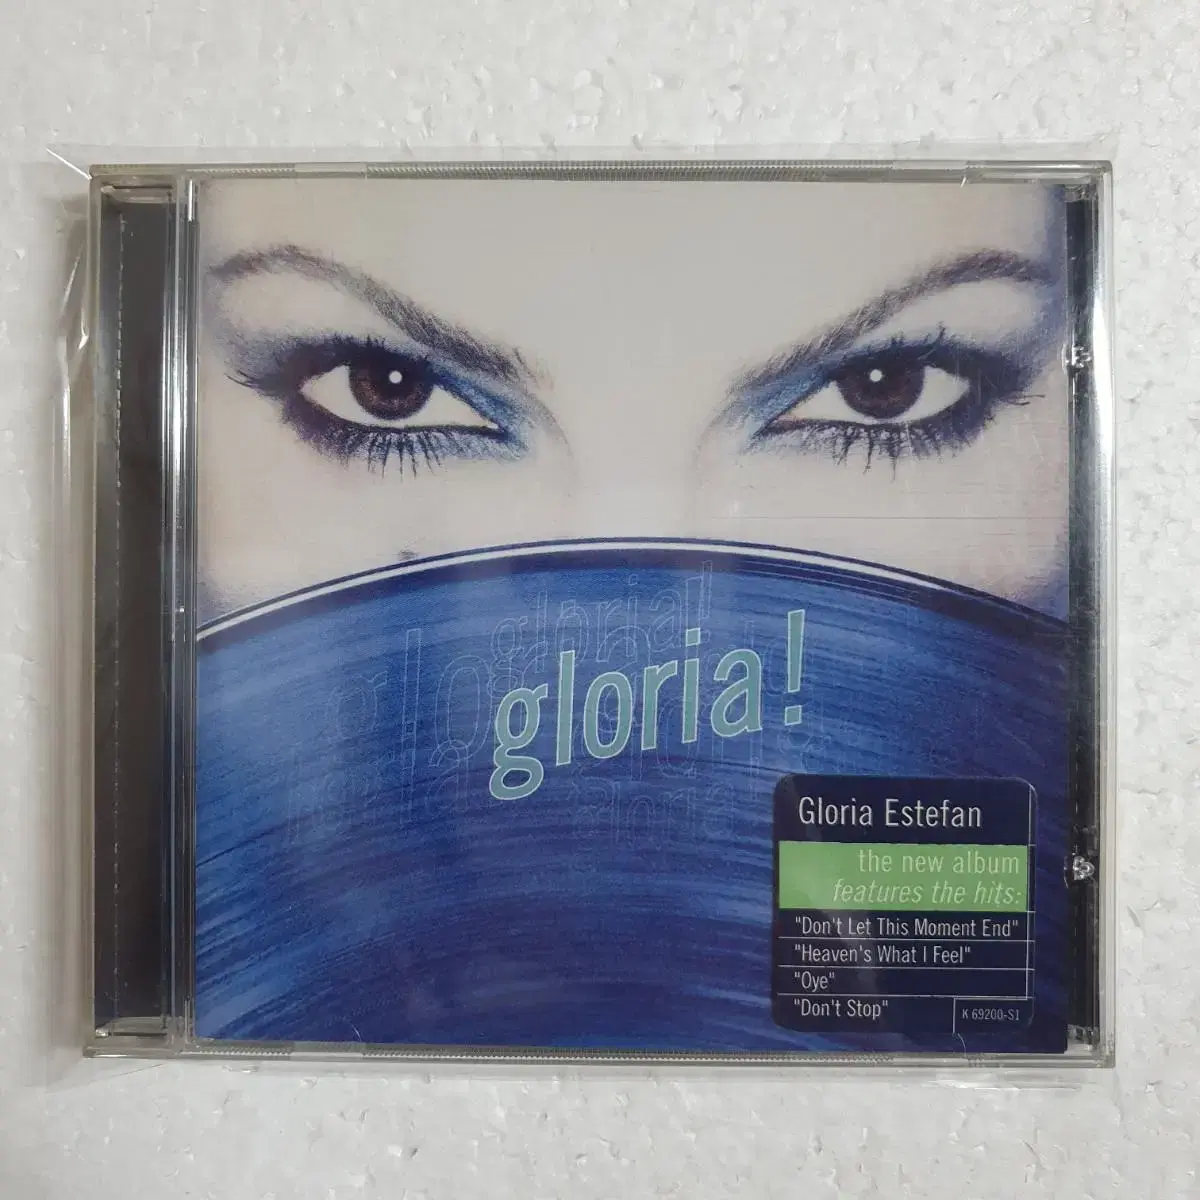 gloria!
gloria!
Gloria Estefan
the new album
features the hits:
"Don't Let This Moment End"
"Heaven's What I Feel"
"Oye"
"Don't Stop"
K 69200-S1